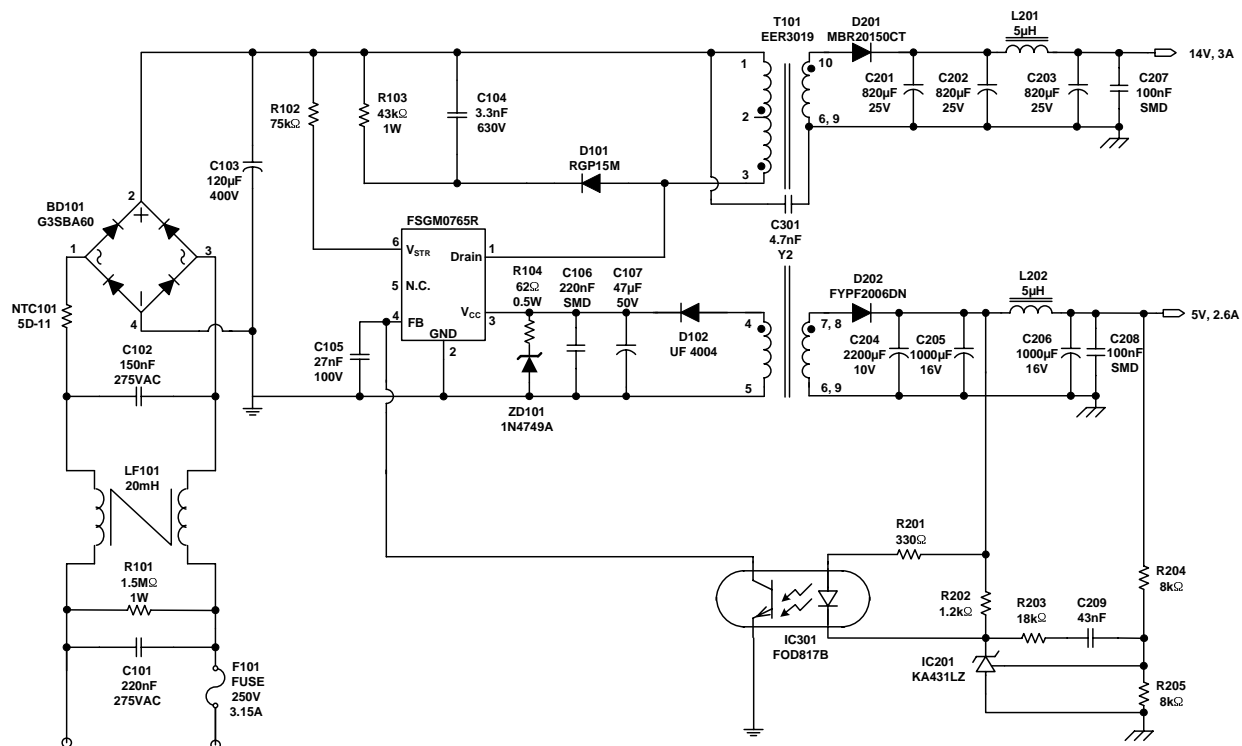 T101
EER3019
D201
MBR20150CT
L201
5µH
14V, 3A
1
2
3
10
6, 9
C201
820µF
25V
C202
820µF
25V
C203
820µF
25V
C207
100nF
SMD
R102
75kΩ
R103
43kΩ
1W
C104
3.3nF
630V
D101
RGP15M
C103
120µF
400V
C301
4.7nF
Y2
BD101
G3SBA60
2
1
3
4
+
−
NTC101
5D-11
FSGM0765R
6
VSTR
Drain
1
5
N.C.
4
FB
VCC
3
GND
2
R104
62Ω
0.5W
C106
220nF
SMD
C107
47µF
50V
D102
UF 4004
4
5
7, 8
6, 9
D202
FYPF2006DN
L202
5µH
5V, 2.6A
C204
2200µF
10V
C205
1000µF
16V
C206
1000µF
16V
C208
100nF
SMD
C105
27nF
100V
ZD101
1N4749A
C102
150nF
275VAC
LF101
20mH
R101
1.5MΩ
1W
C101
220nF
275VAC
F101
FUSE
250V
3.15A
R201
330Ω
R202
1.2kΩ
R203
18kΩ
C209
43nF
R204
8kΩ
IC301
FOD817B
IC201
KA431LZ
R205
8kΩ